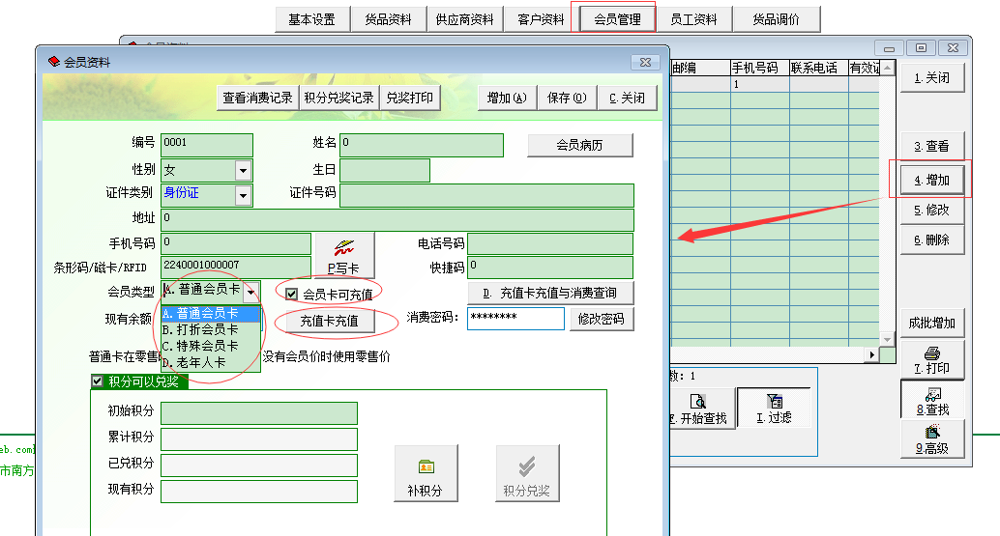 基本设置 货品资料 供应商资料 客户资料 会员管理 员工资料 货品调价
会员资料
会员资料
查看消费记录 积分兑奖记录 兑奖打印 增加(A) 保存(O) C.关闭
编号 0001 姓名 0 会员病历
性别 女 生日
证件类别 身份证 证件号码
地址 0
手机号码 0 P写卡 电话号码
条形码/磁卡/RFID 2240001000007 快捷码 0
会员类型 A.普通会员卡 会员卡可充值 D. 充值卡充值与消费查询
现有余额 充值卡充值 消费密码: ******** 修改密码
A.普通会员卡
B.打折会员卡
C.特殊会员卡
D.老年人卡
普通卡在零售 没有会员价时使用零售价
积分可以兑奖
初始积分
累计积分
已兑积分
现有积分
补积分 积分兑奖
邮编 手机号码 联系电话 有效证
1
1.关闭
3.查看
4.增加
5.修改
6.删除
成批增加
7.打印
8.查找
9.高级
数: 1
开始查找 I.过滤
eb.com
市南方